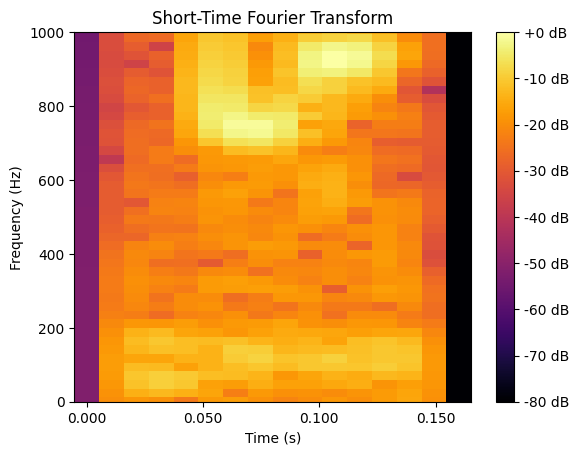 Short-Time Fourier Transform
1000
800
600
400
200
0
Frequency (Hz)
0.000
0.050
0.100
0.150
Time (s)
+0 dB
-10 dB
-20 dB
-30 dB
-40 dB
-50 dB
-60 dB
-70 dB
-80 dB